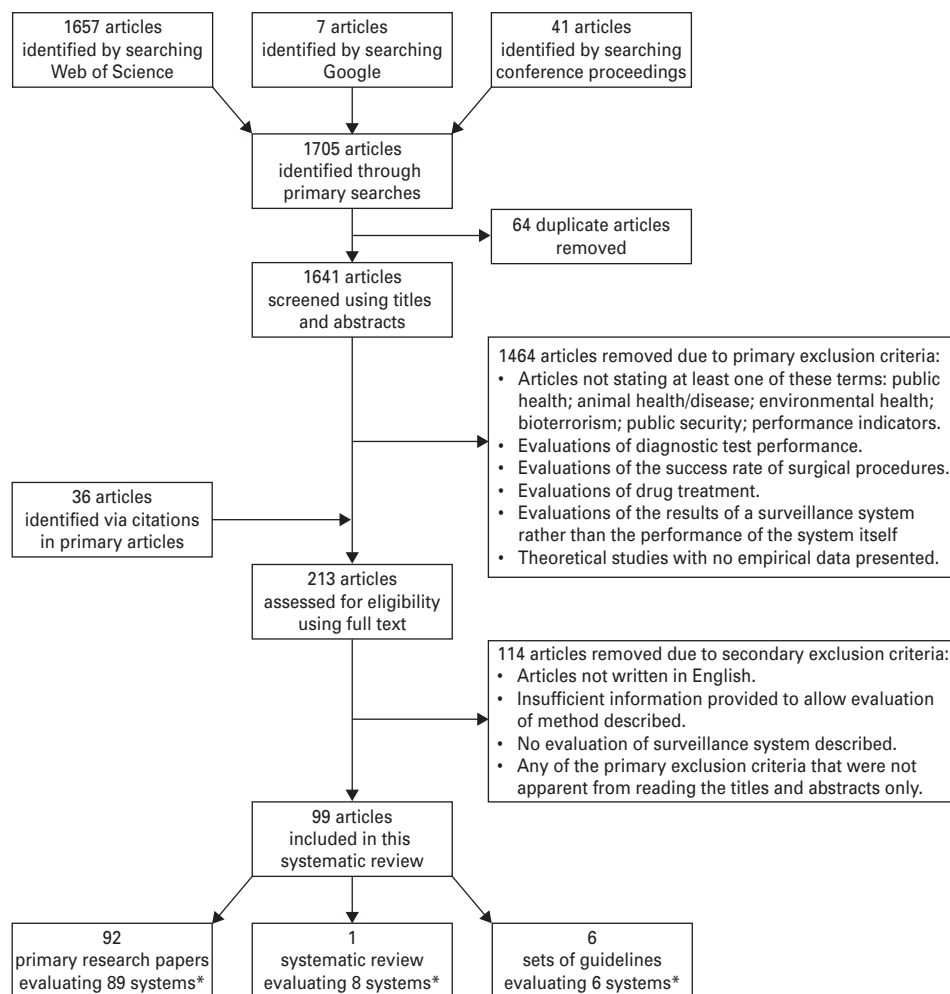 1657 articles
identified by searching
Web of Science
7 articles
identified by searching
Google
41 articles
identified by searching
conference proceedings
1705 articles
identified through
primary searches
64 duplicate articles
removed
1641 articles
screened using titles
and abstracts
1464 articles removed due to primary exclusion criteria:
• Articles not stating at least one of these terms: public
health; animal health/disease; environmental health;
bioterrorism; public security; performance indicators.
• Evaluations of diagnostic test performance.
• Evaluations of the success rate of surgical procedures.
• Evaluations of drug treatment.
• Evaluations of the results of a surveillance system
rather than the performance of the system itself
• Theoretical studies with no empirical data presented.
36 articles
identified via citations
in primary articles
213 articles
assessed for eligibility
using full text
114 articles removed due to secondary exclusion criteria:
• Articles not written in English.
• Insufficient information provided to allow evaluation
of method described.
• No evaluation of surveillance system described.
• Any of the primary exclusion criteria that were not
apparent from reading the titles and abstracts only.
99 articles
included in this
systematic review
92
primary research papers
evaluating 89 systems*
1
systematic review
evaluating 8 systems*
6
sets of guidelines
evaluating 6 systems*